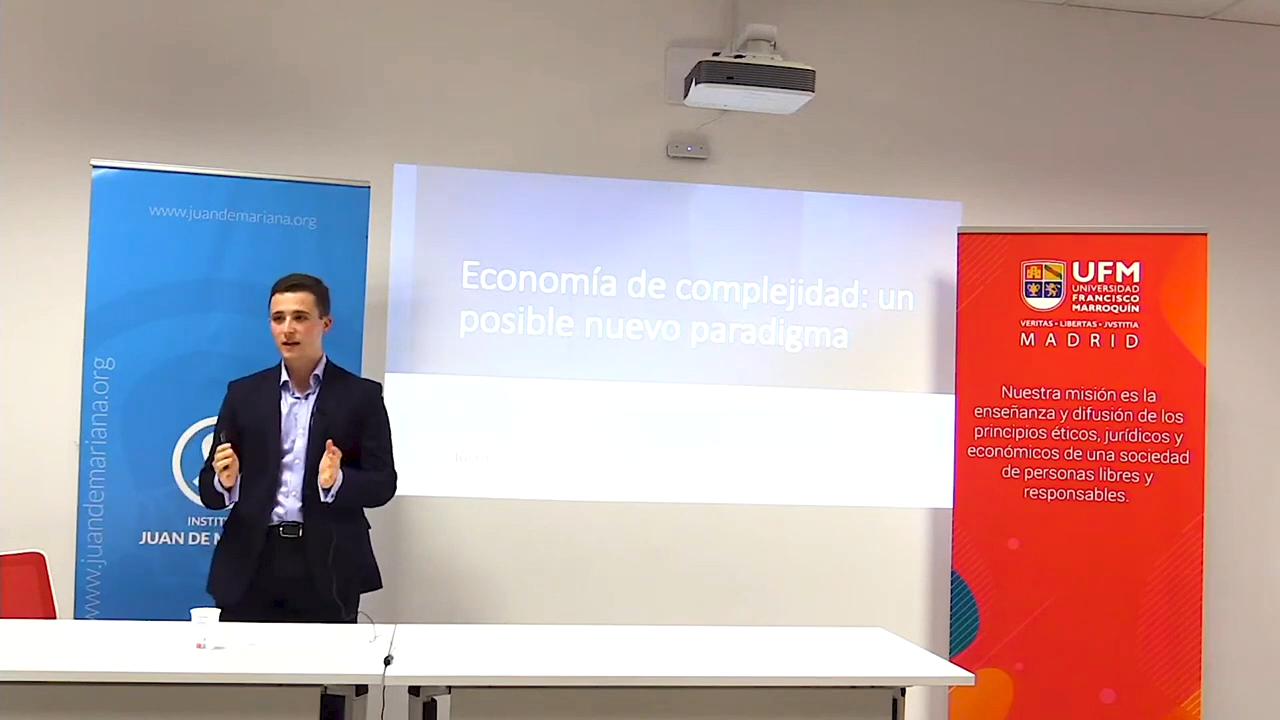 www.juandemariana.org
www.juandemariana.org
JUAN DE
Economía de complejidad: un
posible nuevo paradigma
UFM
UNIVERSIDAD
FRANCISCO
MARROQUÍN
VERITAS - LIBERTAS - JVSTITIA
MADRID
Nuestra misión es la
enseñanza y difusión de los
principios éticos, jurídicos y
económicos de una sociedad
de personas libres y
responsables.